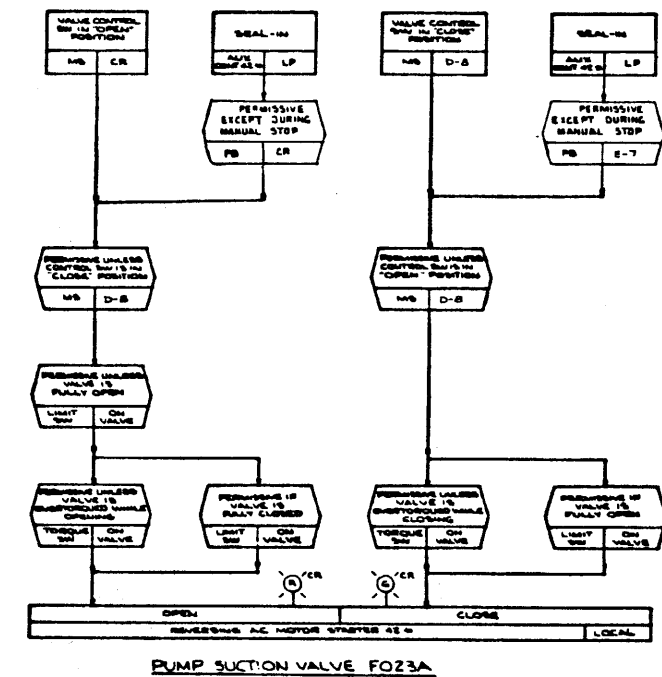 VALVE CONTROL
SW IN "OPEN"
POSITION
MS CR
SEAL-IN
AUX
CONT 42 LP
PERMISSIVE
EXCEPT DURING
MANUAL STOP
PB CR
VALVE CONTROL
SW IN "CLOSE"
POSITION
MS D-8
SEAL-IN
AUX
CONT 42 LP
PERMISSIVE
EXCEPT DURING
MANUAL STOP
PB E-7
PERMISSIVE UNLESS
CONTROL SW IS IN
"CLOSE" POSITION
MS D-8
PERMISSIVE UNLESS
CONTROL SW IS IN
"OPEN" POSITION
MS D-8
PERMISSIVE UNLESS
VALVE IS
FULLY OPEN
LIMIT SW ON VALVE
PERMISSIVE UNLESS
VALVE IS
OVERTORQUED WHILE
OPENING
TORQUE SW ON VALVE
PERMISSIVE IF
VALVE IS
FULLY CLOSED
LIMIT SW ON VALVE
PERMISSIVE UNLESS
VALVE IS
OVERTORQUED WHILE
CLOSING
TORQUE SW ON VALVE
PERMISSIVE IF
VALVE IS
FULLY OPEN
LIMIT SW ON VALVE
R CR
G CR
OPEN CLOSE
REVERSING A.C. MOTOR STARTER 42 LOCAL
PUMP SUCTION VALVE F023A